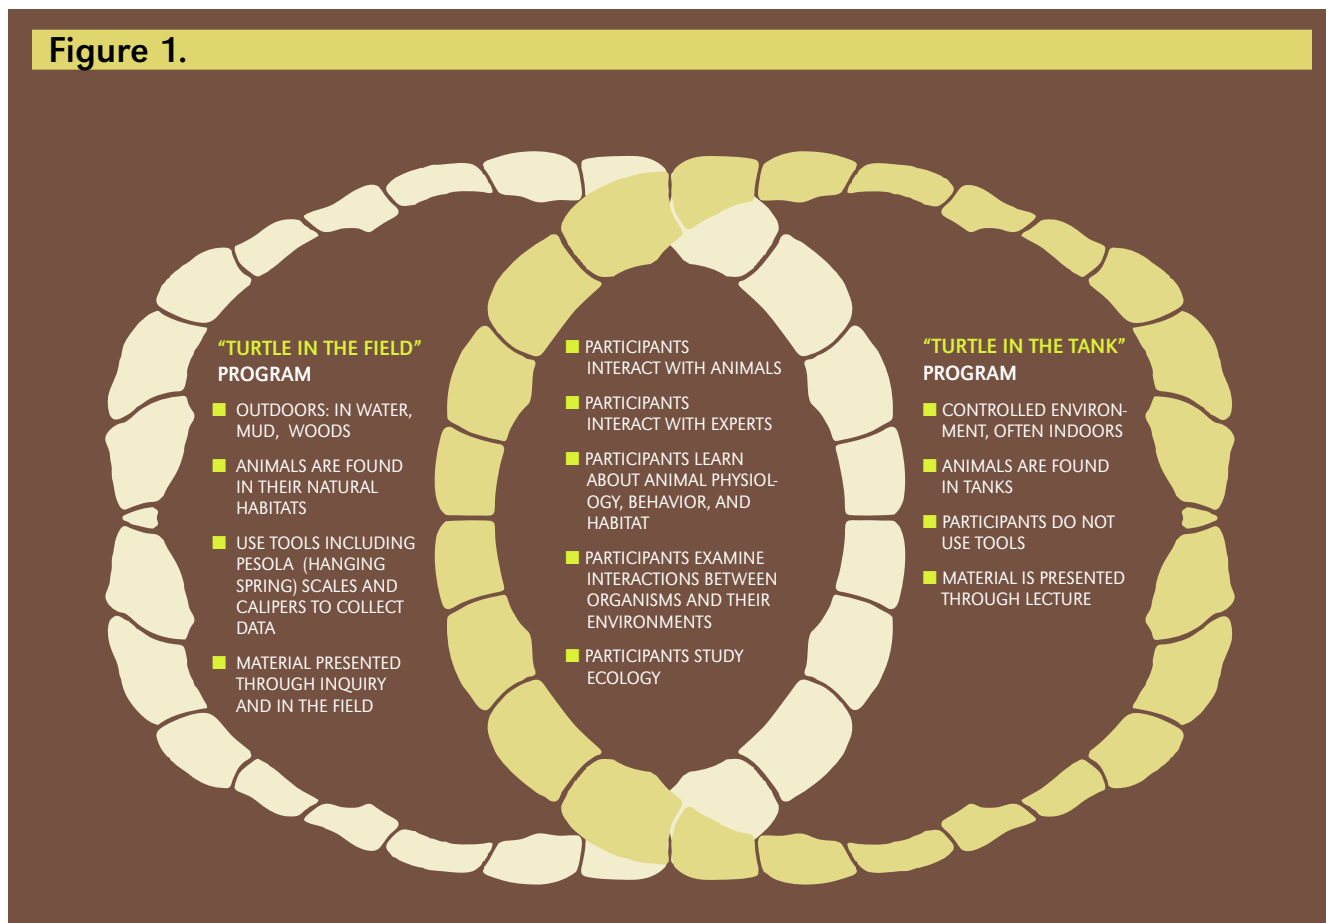 Figure 1.
“TURTLE IN THE FIELD”
PROGRAM
■ OUTDOORS: IN WATER,
MUD, WOODS
■ ANIMALS ARE FOUND
IN THEIR NATURAL
HABITATS
■ USE TOOLS INCLUDING
PESOLA (HANGING
SPRING) SCALES AND
CALIPERS TO COLLECT
DATA
■ MATERIAL PRESENTED
THROUGH INQUIRY
AND IN THE FIELD
■ PARTICIPANTS
INTERACT WITH ANIMALS
■ PARTICIPANTS
INTERACT WITH EXPERTS
■ PARTICIPANTS LEARN
ABOUT ANIMAL PHYSIOL-
OGY, BEHAVIOR, AND
HABITAT
■ PARTICIPANTS EXAMINE
INTERACTIONS BETWEEN
ORGANISMS AND THEIR
ENVIRONMENTS
■ PARTICIPANTS STUDY
ECOLOGY
“TURTLE IN THE TANK”
PROGRAM
■ CONTROLLED ENVIRON-
MENT, OFTEN INDOORS
■ ANIMALS ARE FOUND
IN TANKS
■ PARTICIPANTS DO NOT
USE TOOLS
■ MATERIAL IS PRESENTED
THROUGH LECTURE